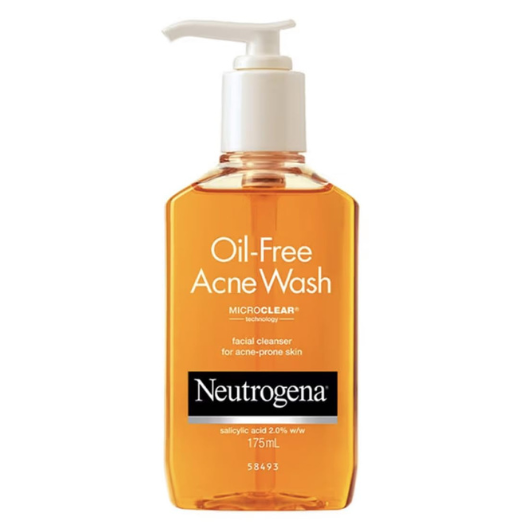 Oil-Free
Acne Wash
MICROCLEAR®
technology
facial cleanser
for acne-prone skin
Neutrogena®
salicylic acid 2.0% w/w
175mL
58493